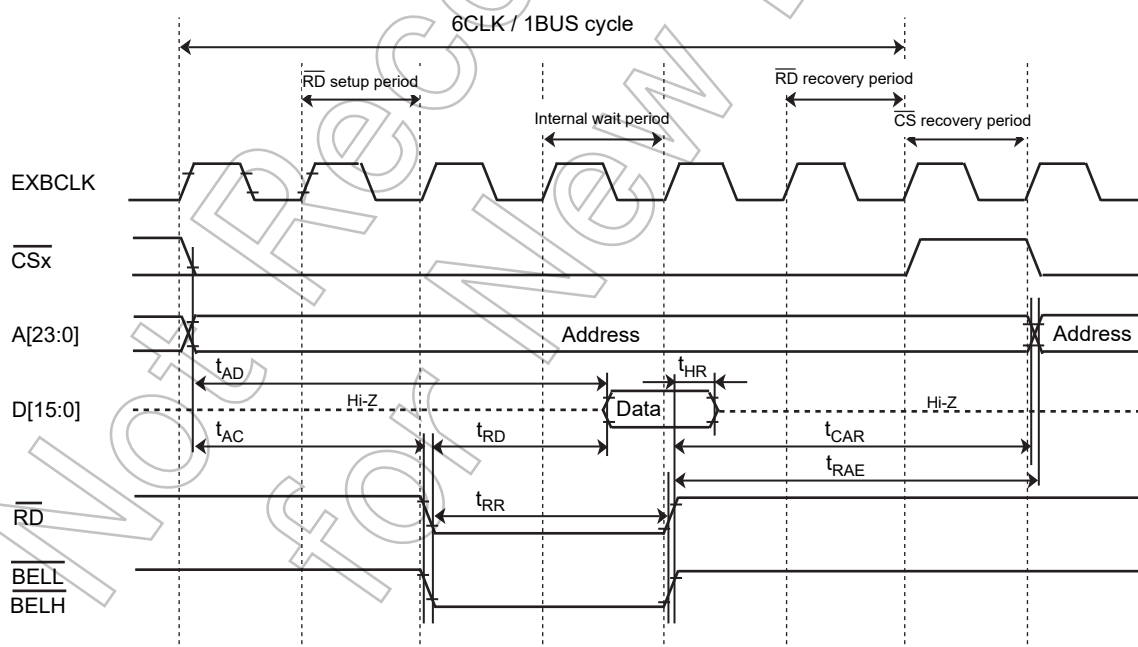 6CLK / 1BUS cycle
RD setup period
RD recovery period
Internal wait period
CS recovery period
EXBCLK
CSx
A[23:0]
Address
Address
tAD
tHR
D[15:0]
Hi-Z
Data
Hi-Z
tAC
tRD
tCAR
tRAE
RD
tRR
BELL
BELH
Not
for New